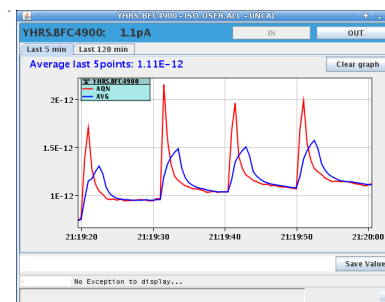 YHRS.BFC4900 - ISO.USER.ALL - (INCA)
YHRS.BFC4900: 1.1pA IN OUT
Last 5 min Last 120 min
Average last 5points: 1.11E-12 Clear graph
YHRS.BFC4900
AQN
AVG
2E-12
1.5E-12
1E-12
21:19:20 21:19:30 21:19:40 21:19:50 21:20:00
Save Value
No Exception to display...